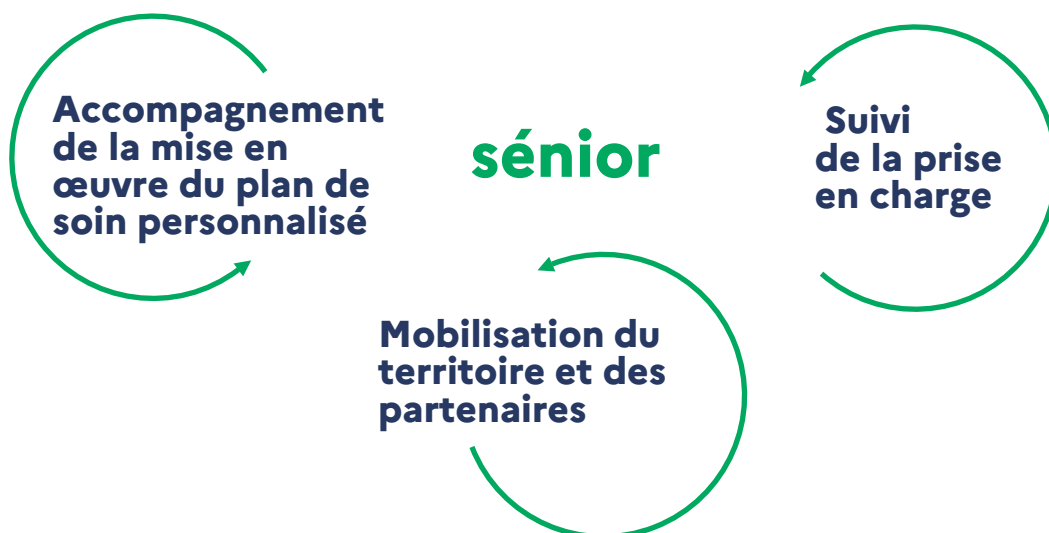 Accompagnement
de la mise en
œuvre du plan de
soin personnalisé
sénior
Suivi
de la prise
en charge
Mobilisation du
territoire et des
partenaires